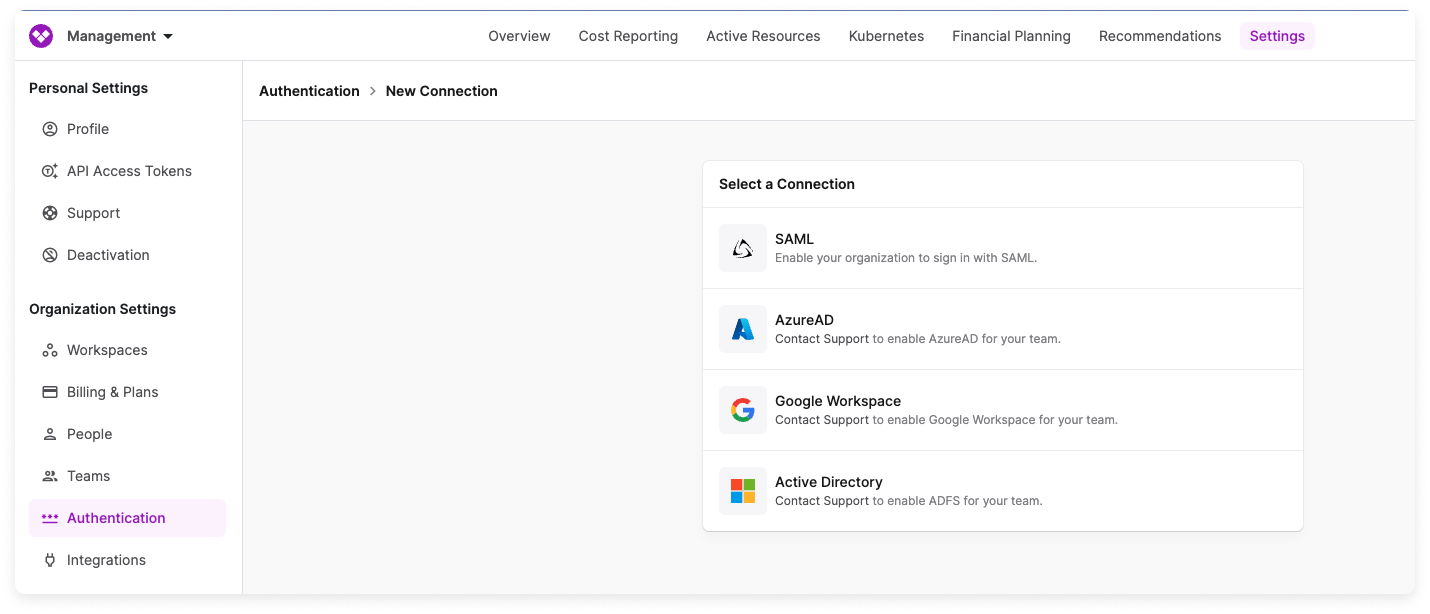 Management
Overview Cost Reporting Active Resources Kubernetes Financial Planning Recommendations Settings
Personal Settings
Profile
API Access Tokens
Support
Deactivation
Organization Settings
Workspaces
Billing & Plans
People
Teams
Authentication
Integrations
Authentication > New Connection
Select a Connection
SAML
Enable your organization to sign in with SAML.
AzureAD
Contact Support to enable AzureAD for your team.
Google Workspace
Contact Support to enable Google Workspace for your team.
Active Directory
Contact Support to enable ADFS for your team.